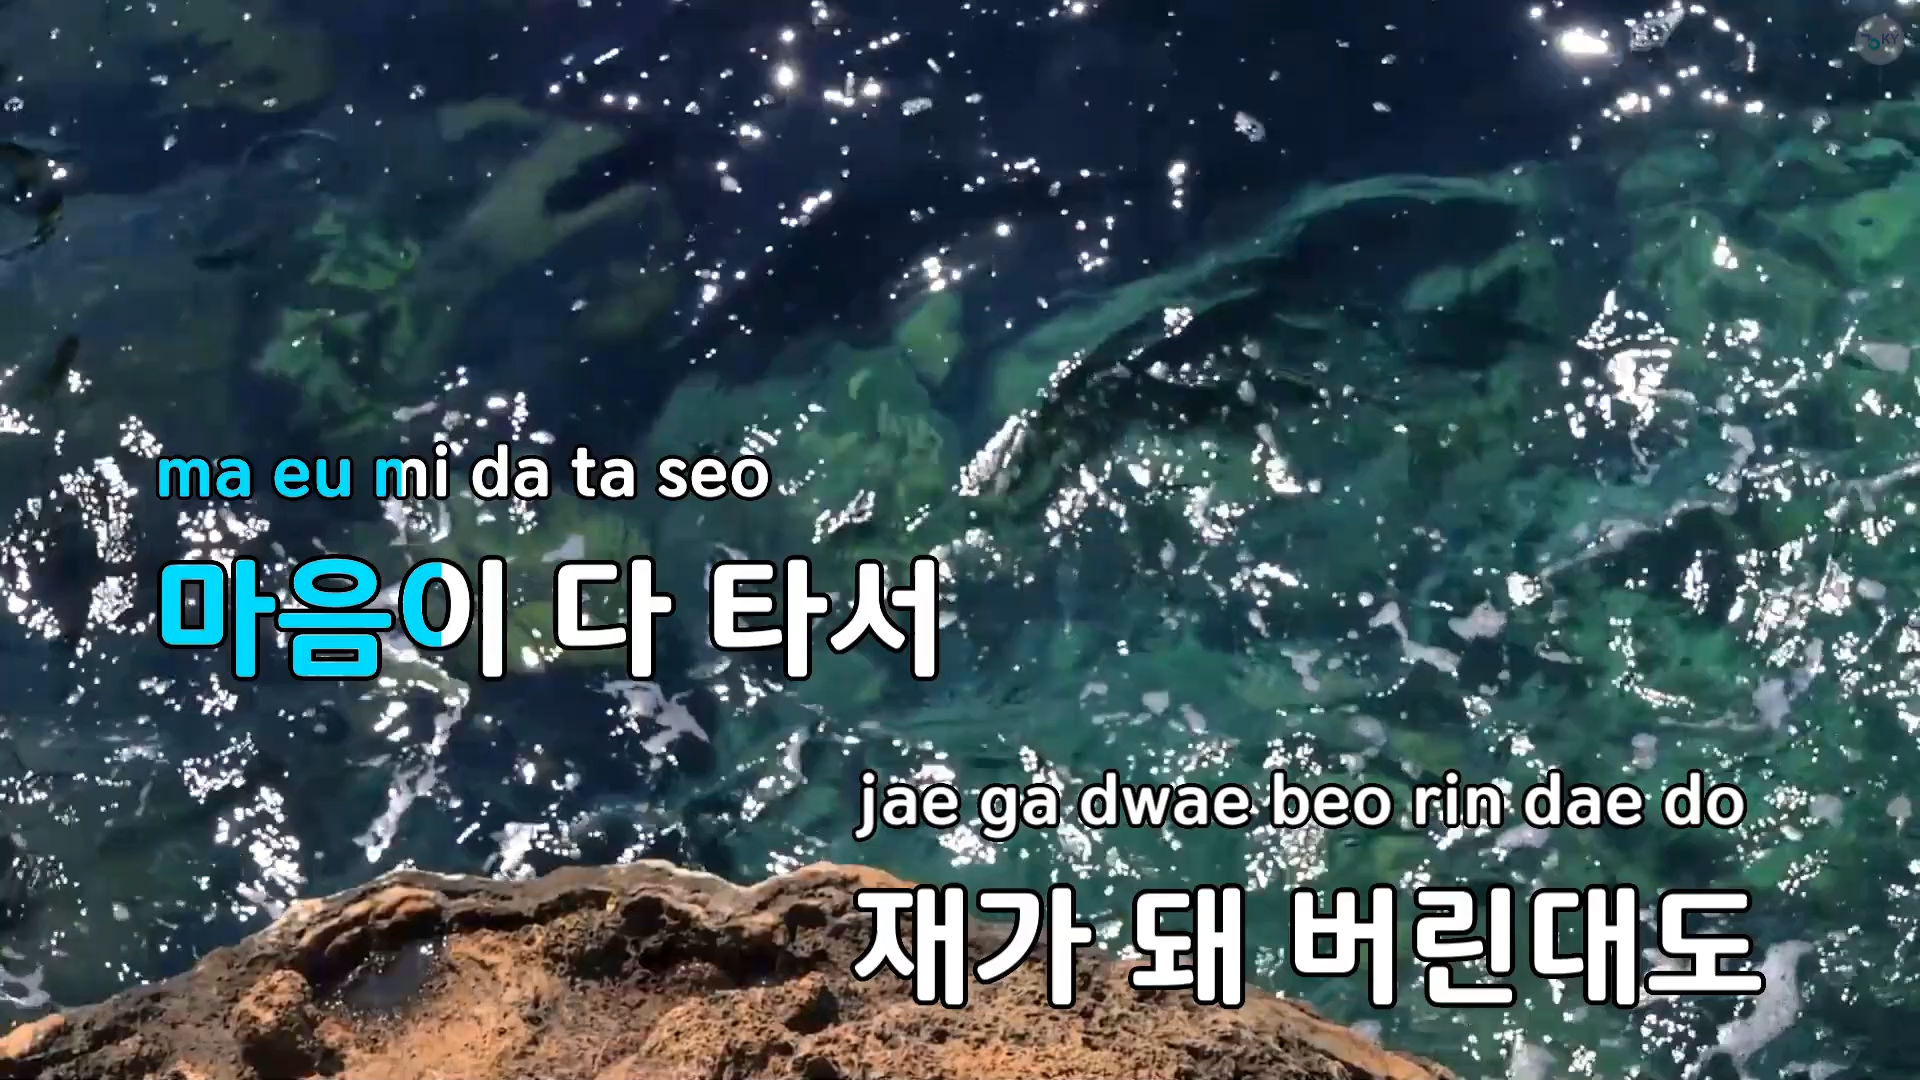 KY
ma eu mi da ta seo
마음이 다 타서
jae ga dwae beo rin dae do
재가 돼 버린대도